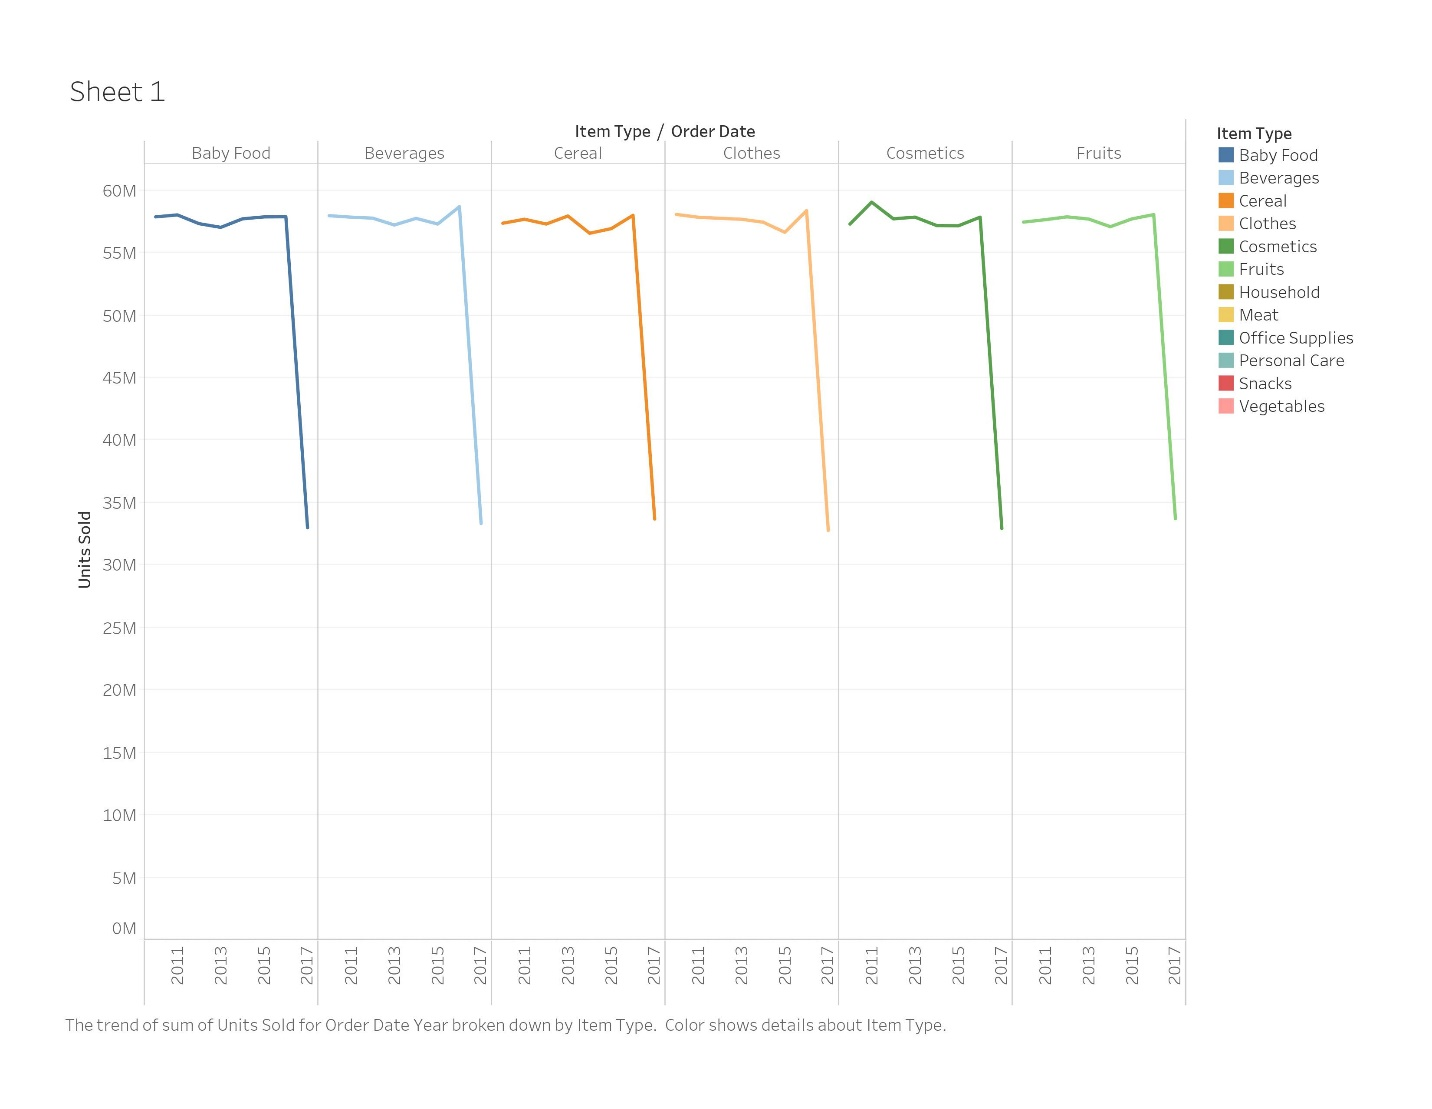 Sheet 1
Item Type / Order Date
Baby Food Beverages Cereal Clothes Cosmetics Fruits
60M
55M
50M
45M
40M
35M
30M
25M
20M
15M
10M
5M
0M
Units Sold
2011 2013 2015 2017 2011 2013 2015 2017 2011 2013 2015 2017 2011 2013 2015 2017 2011 2013 2015 2017 2011 2013 2015 2017
The trend of sum of Units Sold for Order Date Year broken down by Item Type. Color shows details about Item Type.
Item Type
Baby Food
Beverages
Cereal
Clothes
Cosmetics
Fruits
Household
Meat
Office Supplies
Personal Care
Snacks
Vegetables